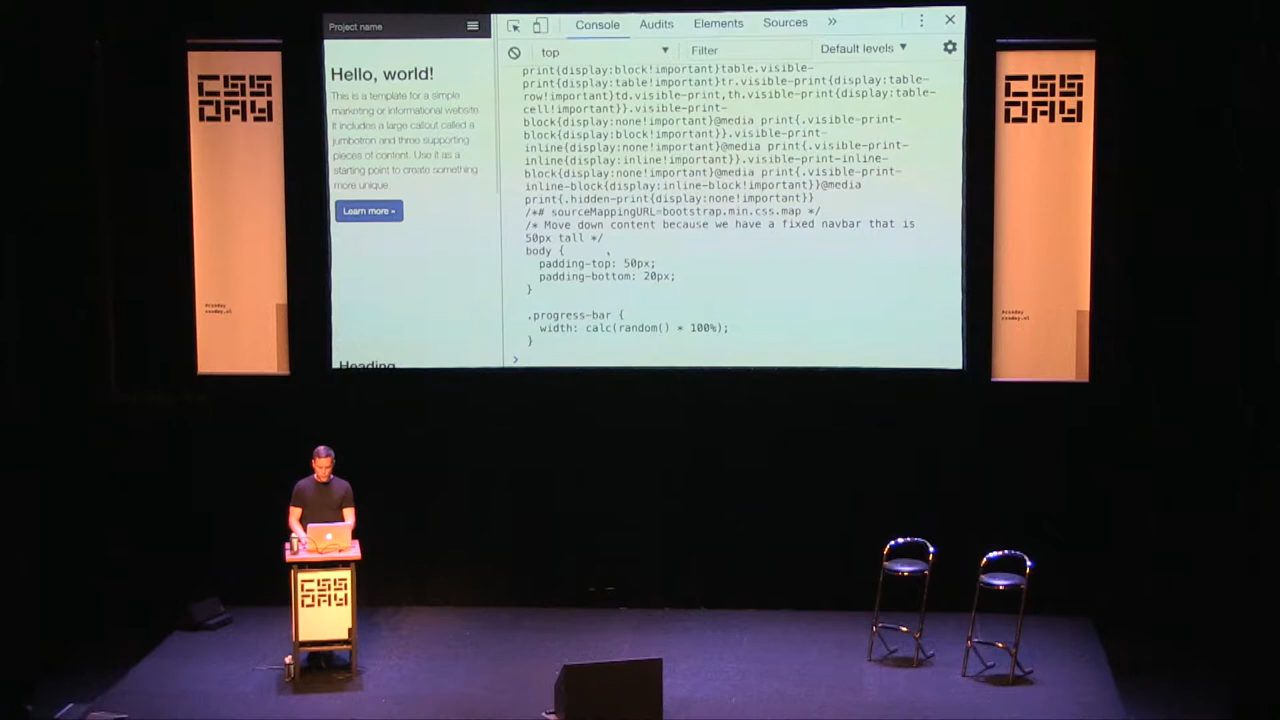 Project name
Hello, world!
This is a template for a simple
marketing or informational website.
It includes a large callout called a
jumbotron and three supporting
pieces of content. Use it as a
starting point to create something
more unique.
Learn more »
Heading
Console
Audits
Elements
Sources
»
top
Filter
Default levels
print{display:block!important}table.visible-
print{display:table!important}tr.visible-print{display:table-
row!important}td.visible-print,th.visible-print{display:table-
cell!important}}.visible-print-
block{display:none!important}@media print{.visible-print-
block{display:block!important}}.visible-print-
inline{display:none!important}@media print{.visible-print-
inline{display:inline!important}}.visible-print-inline-
block{display:none!important}@media print{.visible-print-
inline-block{display:inline-block!important}}@media
print{.hidden-print{display:none!important}}
/*# sourceMappingURL=bootstrap.min.css.map */
/* Move down content because we have a fixed navbar that is
50px tall */
body {
padding-top: 50px;
padding-bottom: 20px;
}
.progress-bar {
width: calc(random() * 100%);
}
>
CSS
DAY
#cssday
cssday.nl
CSS
DAY
#cssday
cssday.nl
CSS
DAY